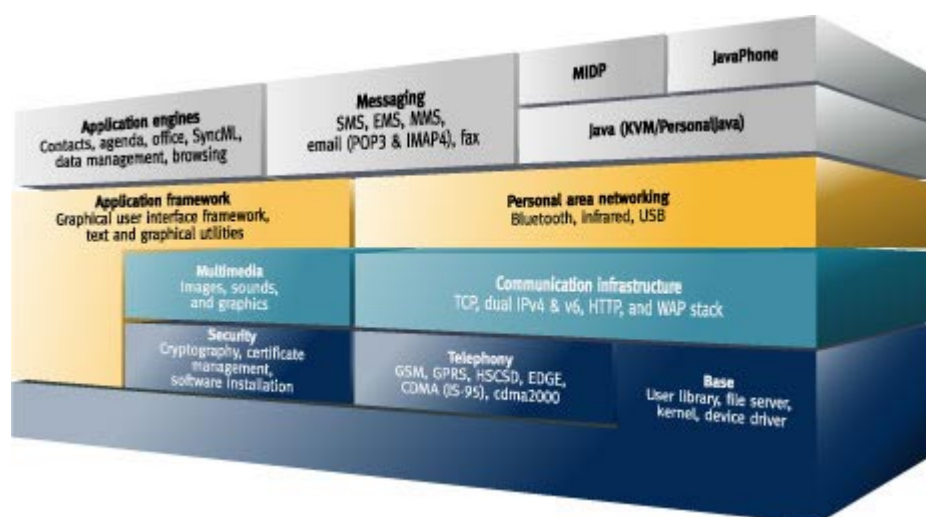 MIDP
JavaPhone
Application engines
Contacts, agenda, office, SyncML,
data management, browsing
Messaging
SMS, EMS, MMS,
email (POP3 & IMAP4), fax
Java (KVM/PersonalJava)
Application framework
Graphical user interface framework,
text and graphical utilities
Personal area networking
Bluetooth, infrared, USB
Multimedia
Images, sounds,
and graphics
Communication infrastructure
TCP, dual IPv4 & v6, HTTP, and WAP stack
Security
Cryptography, certificate
management,
software installation
Telephony
GSM, GPRS, HSCSD, EDGE,
CDMA (IS-95), cdma2000
Base
User library, file server,
kernel, device driver